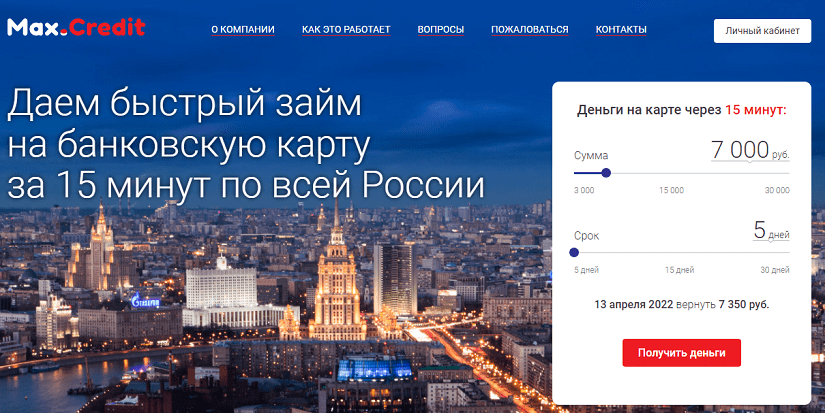 Max.Credit
О КОМПАНИИ КАК ЭТО РАБОТАЕТ ВОПРОСЫ ПОЖАЛОВАТЬСЯ КОНТАКТЫ Личный кабинет
Даем быстрый займ
на банковскую карту
за 15 минут по всей России
Деньги на карте через 15 минут:
Сумма 7 000 руб.
3 000 15 000 30 000
Срок 5 дней
5 дней 15 дней 30 дней
13 апреля 2022 вернуть 7 350 руб.
Получить деньги